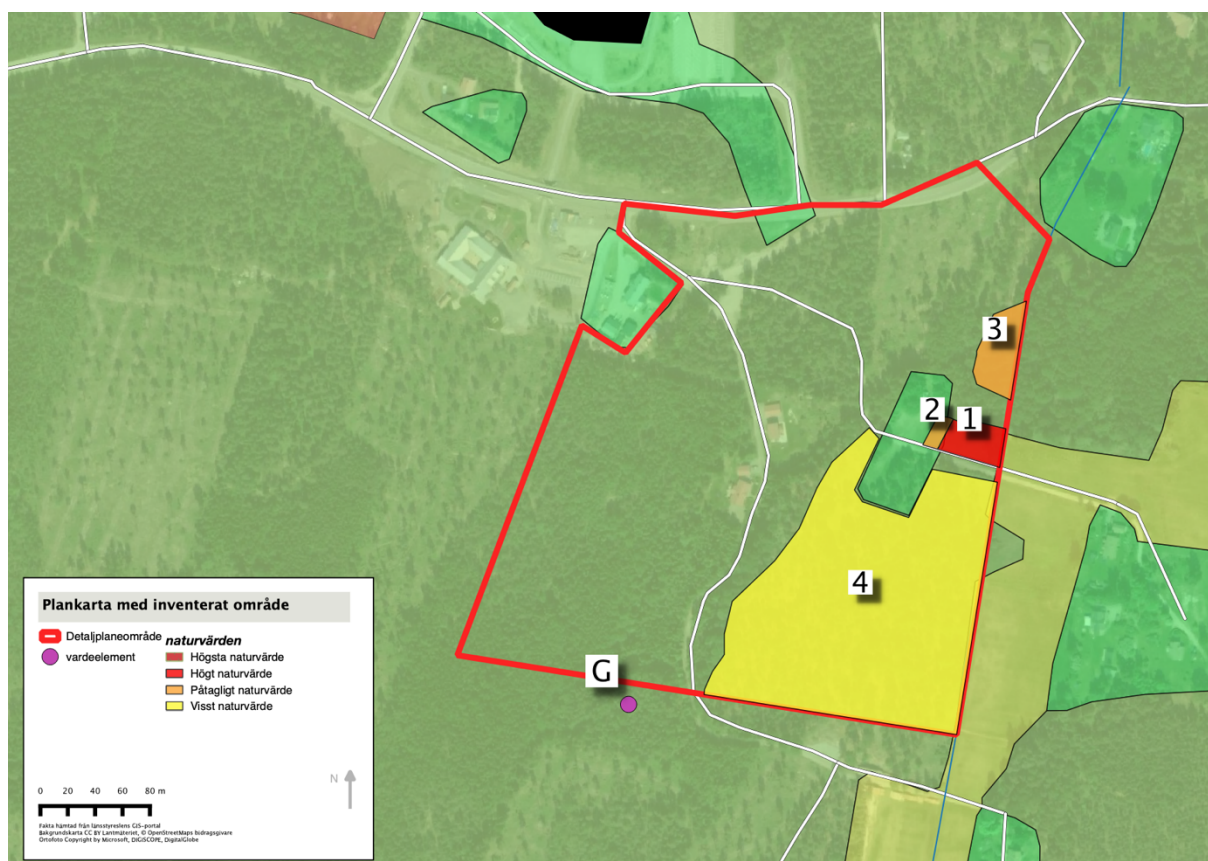 3
2
1
4
G
Plankarta med inventerat område
Detaljplaneområde
vardeelement
naturvärden
Högsta naturvärde
Högt naturvärde
Påtagligt naturvärde
Visst naturvärde
N
0 20 40 60 80 m
Fakta hämtad från länsstyreslens GIS-portal
Bakgrundskarta CC BY Lantmäteriet, © OpenStreetMaps bidragsgivare
Ortofoto Copyright by Microsoft, DIGISCOPE, DigitalGlobe